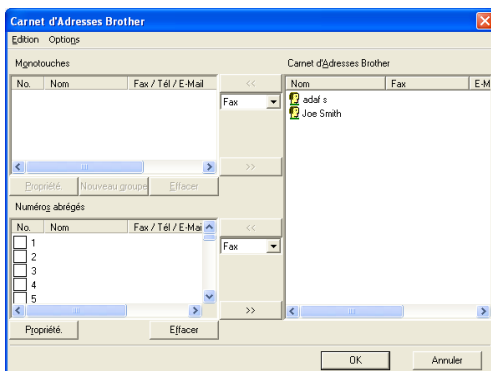 Carnet d'Adresses Brother
Edition Options
Monotouches
No. Nom Fax / Tél / E-Mail
<<
Fax
>>
Propriété. Nouveau groupe Effacer
Numéros abrégés
No. Nom Fax / Tél / E-Mai
1
2
3
4
5
<<
Fax
>>
Propriété. Effacer
Carnet d'Adresses Brother
Nom Fax E-M
adaf s
Joe Smith
OK Annuler